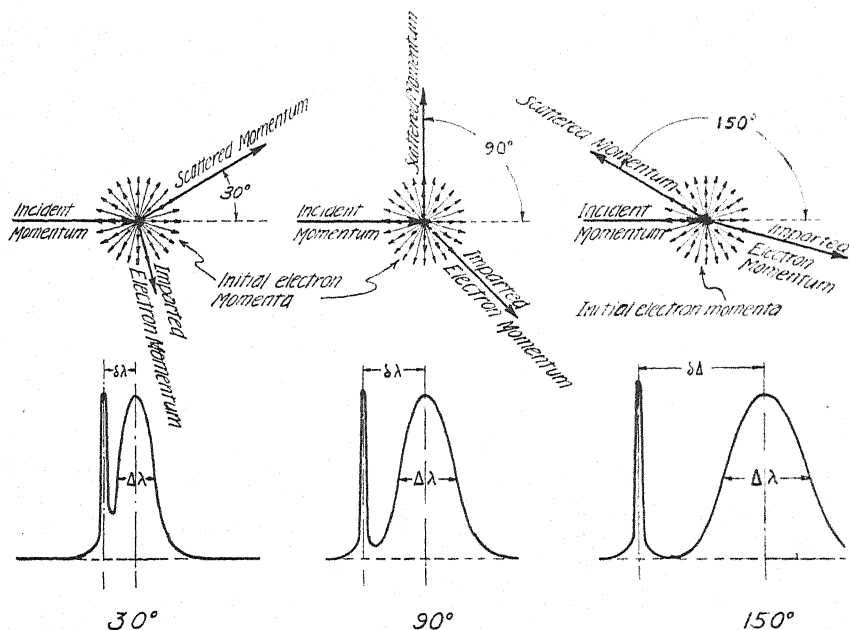 Scattered Momentum
30°
Incident
Momentum
Imparted
Electron Momentum
Initial electron
Momenta
Scattered Momentum
90°
Incident
Momentum
Imparted
Electron Momentum
Scattered Momentum
150°
Incident
Momentum
Imparted
Electron
Momentum
Initial electron momenta
δλ
Δλ
30°
δλ
Δλ
90°
δΔ
Δλ
150°